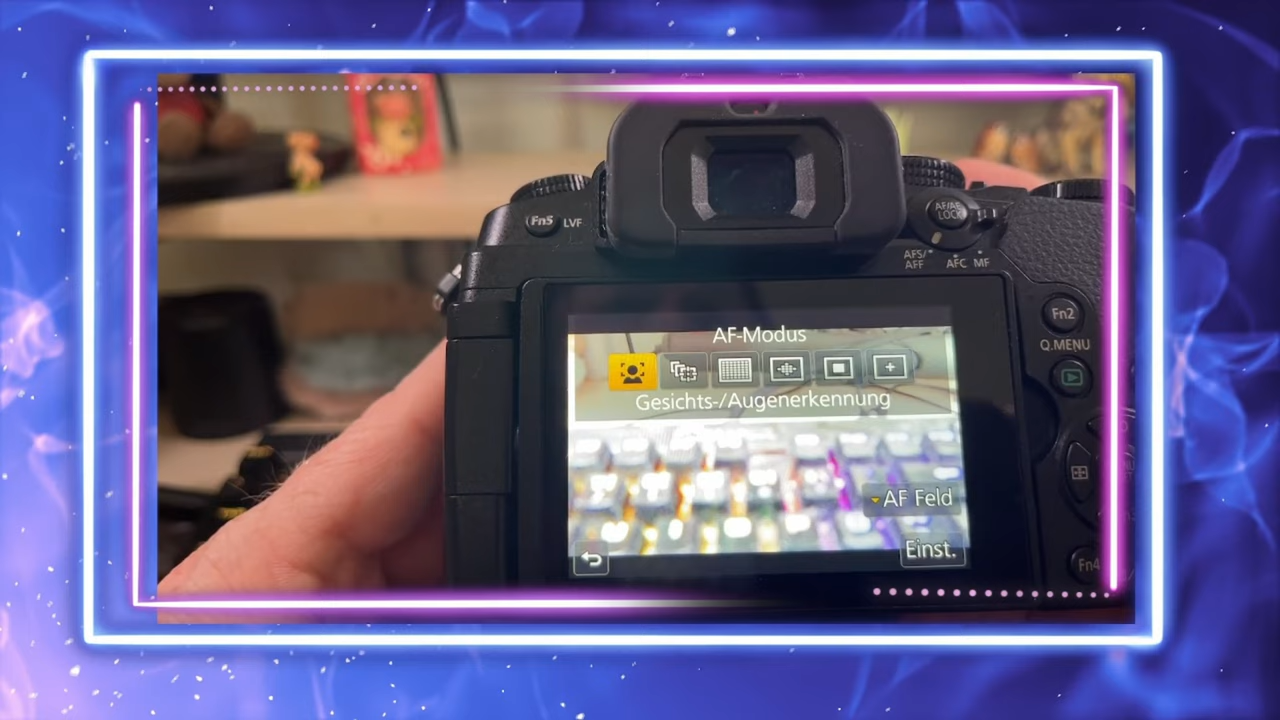 Fn5 LVF
AF/AE
LOCK
AFS/
AFF AFC MF
Fn2
Q.MENU
AF-Modus
Gesichts-/Augenerkennung
AF Feld
Einst.
Fn4